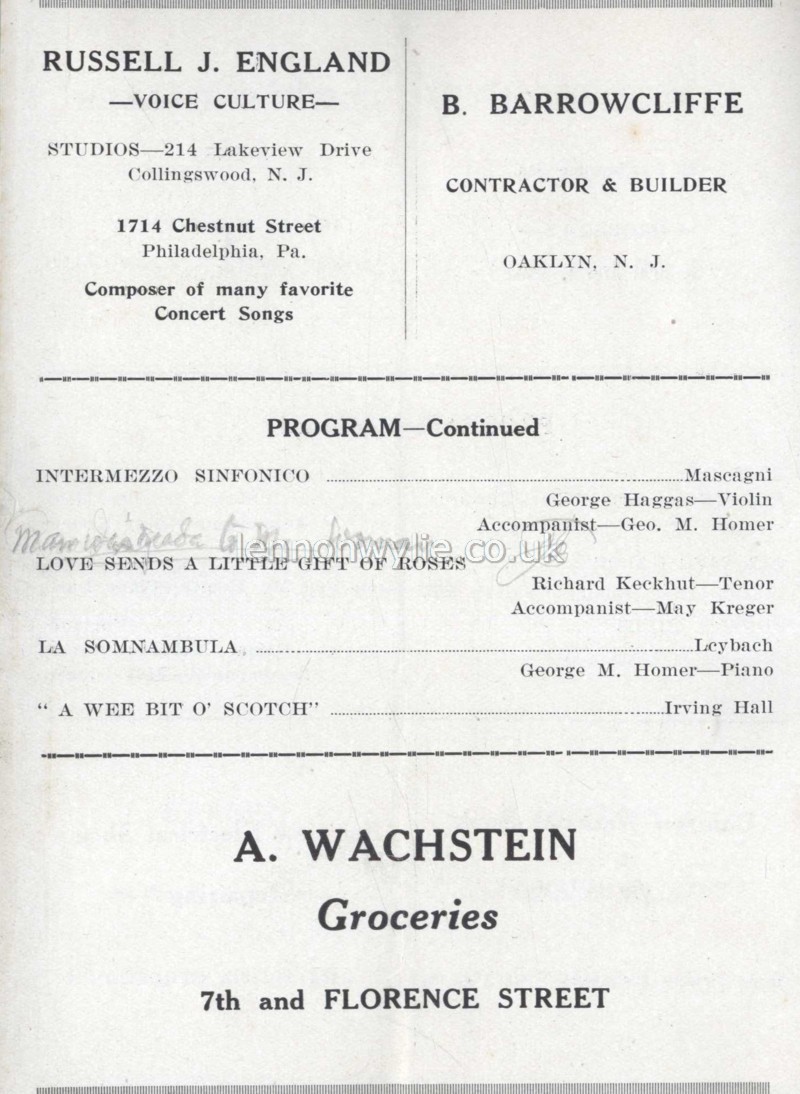 RUSSELL J. ENGLAND
—VOICE CULTURE—
STUDIOS—214 Lakeview Drive
Collingswood, N. J.
1714 Chestnut Street
Philadelphia, Pa.
Composer of many favorite
Concert Songs
B. BARROWCLIFFE
CONTRACTOR & BUILDER
OAKLYN, N. J.
PROGRAM—Continued
INTERMEZZO SINFONICO ........ Mascagni
George Haggas—Violin
Accompanist—Geo. M. Homer
made to
lennonwylie.co.uk
LOVE SENDS A LITTLE GIFT OF ROSES
Richard Keckhut—Tenor
Accompanist—May Kreger
LA SOMNAMBULA ........ Leybach
George M. Homer—Piano
" A WEE BIT O' SCOTCH" ........ Irving Hall
A. WACHSTEIN
Groceries
7th and FLORENCE STREET